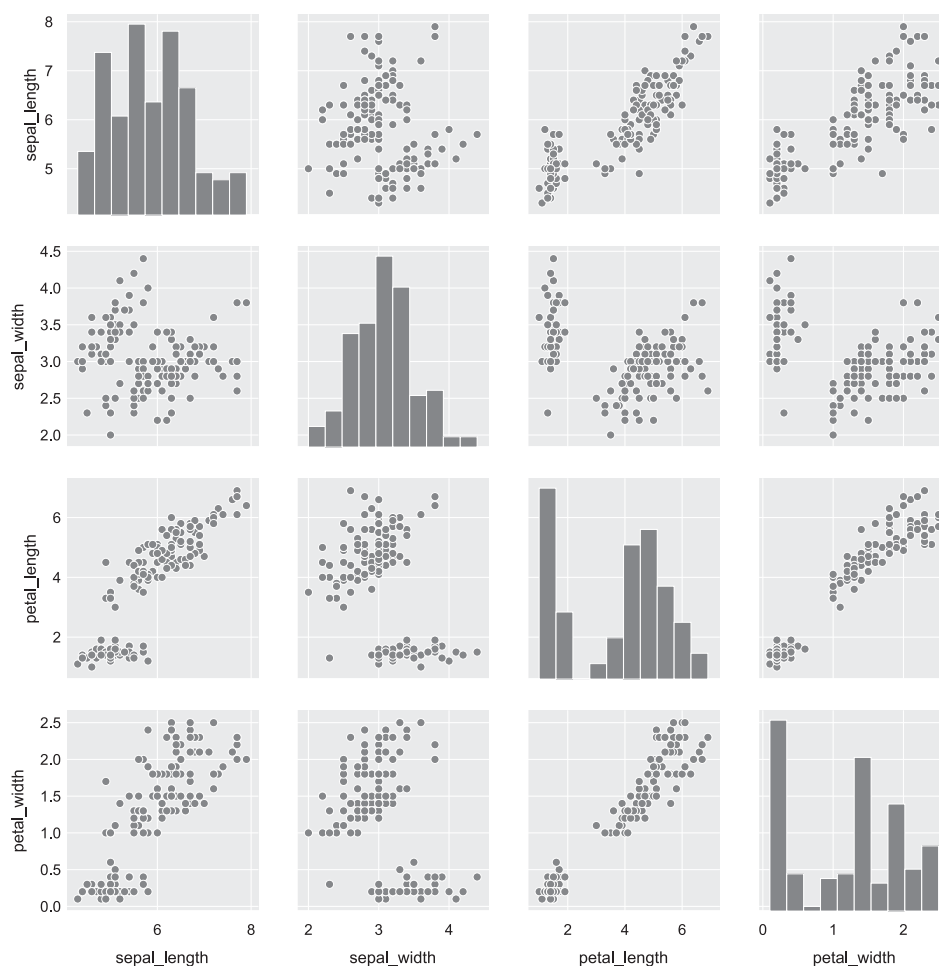 8
7
6
5
sepal_length
4.5
4.0
3.5
3.0
2.5
2.0
sepal_width
6
4
2
petal_length
2.5
2.0
1.5
1.0
0.5
0.0
petal_width
6 8
2 3 4
2 4 6
0 1 2
sepal_length sepal_width petal_length petal_width